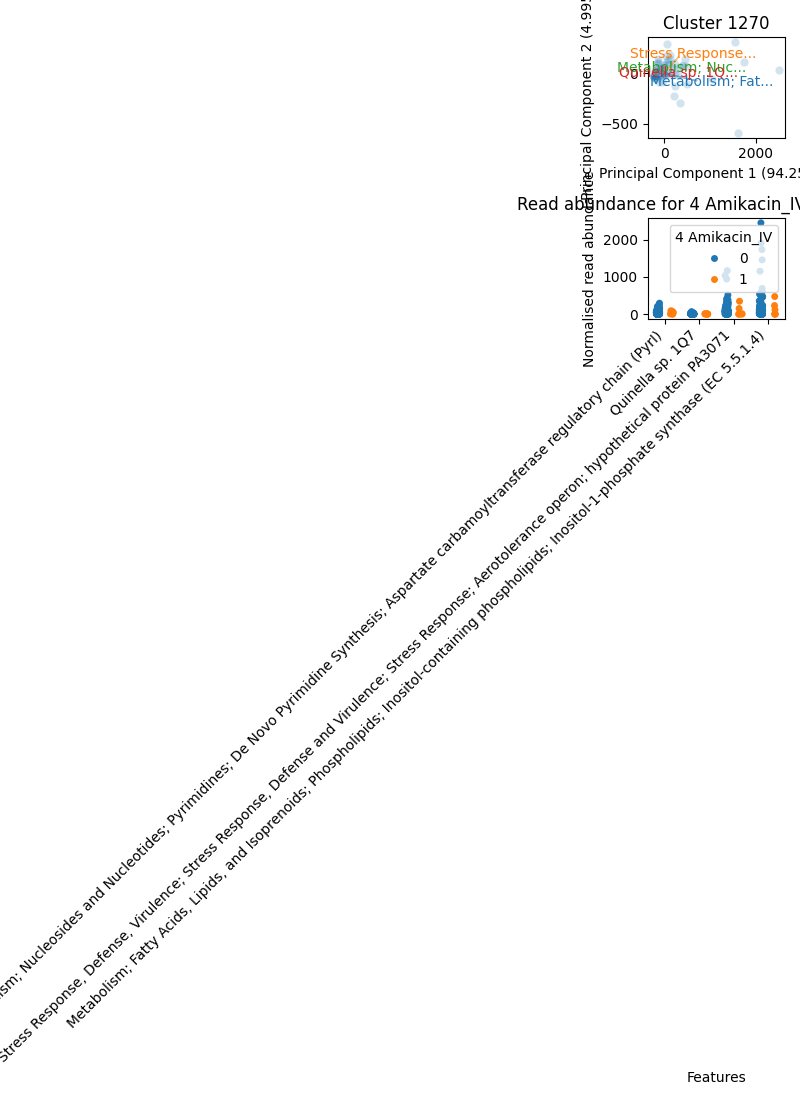 Cluster 1270
Principal Component 2 (4.995
0
−500
Stress Response...
Metabolism; Nuc...
Quinella sp. 1Q...
Metabolism; Fat...
0
2000
Principal Component 1 (94.25
Read abundance for 4 Amikacin_IV
Normalised read abundance
2000
1000
0
4 Amikacin_IV
0
1
ism; Nucleosides and Nucleotides; Pyrimidines; De Novo Pyrimidine Synthesis; Aspartate carbamoyltransferase regulatory chain (PyrI)
Quinella sp. 1Q7
Stress Response, Defense, Virulence; Stress Response, Defense and Virulence; Stress Response; Aerotolerance operon; hypothetical protein PA3071
Metabolism; Fatty Acids, Lipids, and Isoprenoids; Phospholipids; Inositol-containing phospholipids; Inositol-1-phosphate synthase (EC 5.5.1.4)
Features